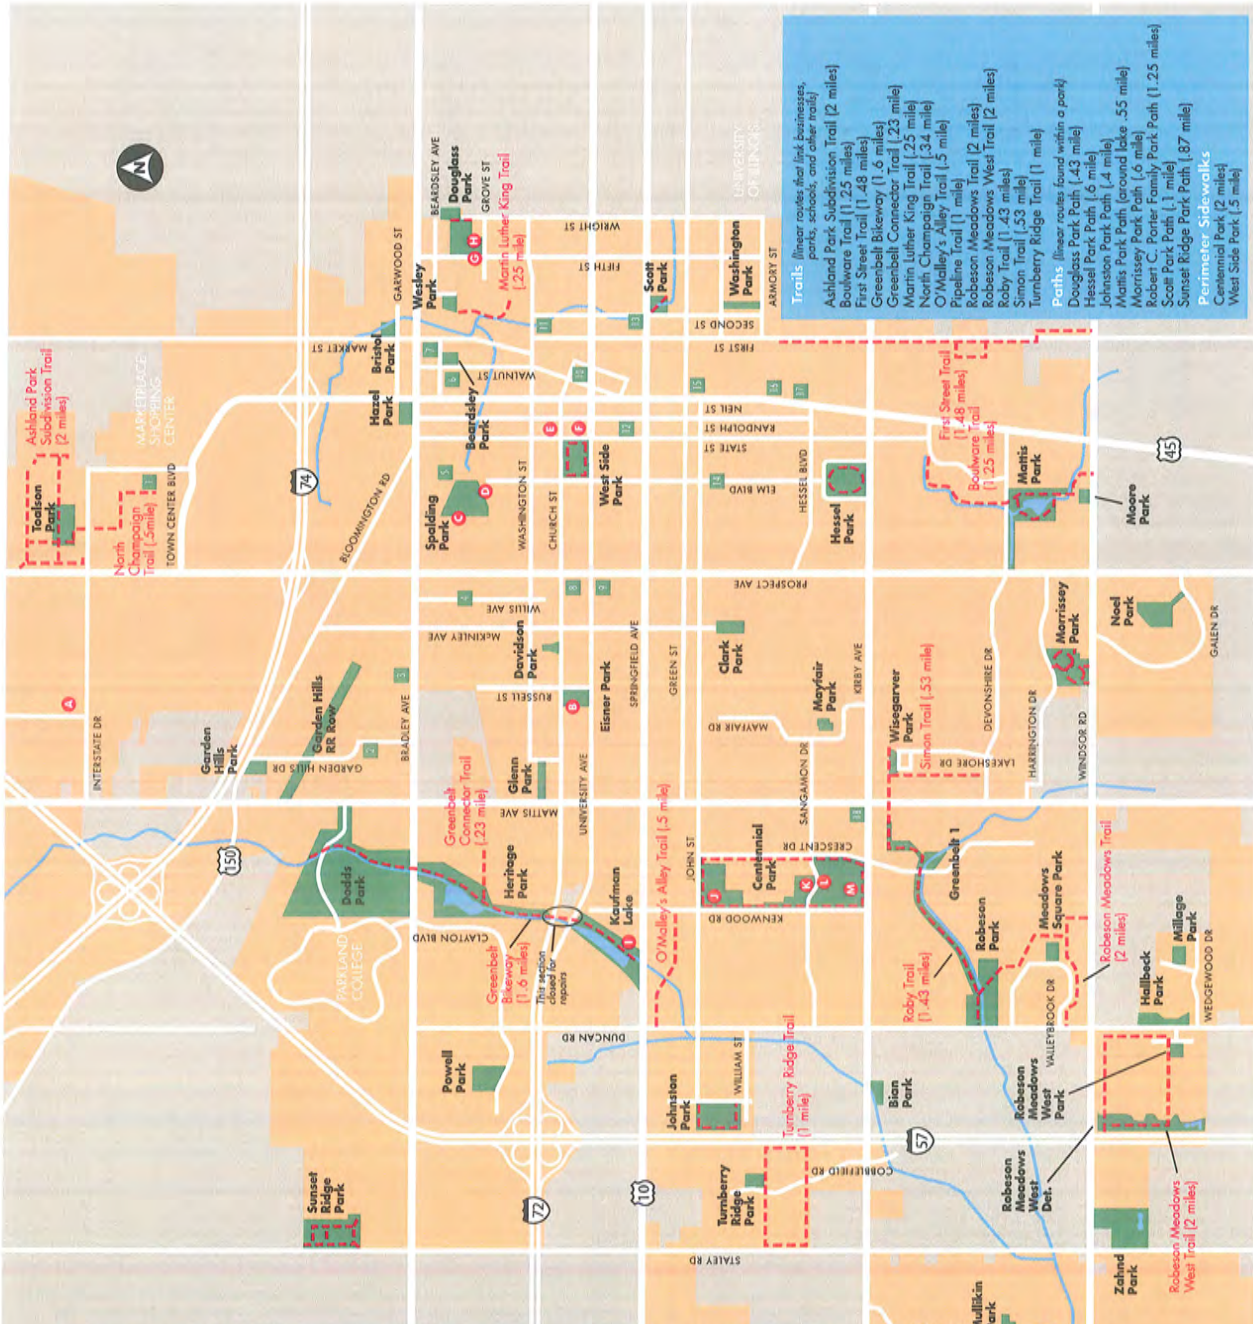 Ashland Park
Subdivision Trail
(2 miles)
Toalson
Park
North
Champaign
Trail (.5mile)
MARKETPLACE
SHOPPING
CENTER
TOWN CENTER BLVD
1
INTERSTATE DR
A
N
74
BLOOMINGTON RD
MARKET ST
Bristol
Park
Hazel
Park
GARWOOD ST
Wesley
Park
BEARDSLEY AVE
Douglass
Park
GROVE ST
H
G
Martin Luther King Trail
(.25 mile)
WRIGHT ST
FIFTH ST
7
6
Beardsley
Park
WALNUT ST
11
13
10
Scott
Park
Washington
Park
UNIVERSITY
OF ILLINOIS
ARMORY ST
SECOND ST
FIRST ST
Spalding
Park
5
C
D
WASHINGTON ST
CHURCH ST
E
F
West Side
Park
12
15
16
17
NEIL ST
RANDOLPH ST
STATE ST
14
ELM BLVD
HESSEL BLVD
Hessel
Park
First Street Trail
(1.48 miles)
Boulware Trail
(1.25 miles)
Mattis
Park
45
Moore
Park
PROSPECT AVE
4
WILLIS AVE
8
9
McKINLEY AVE
Davidson
Park
RUSSELL ST
B
Eisner Park
SPRINGFIELD AVE
GREEN ST
Clark
Park
Mayfair
Park
MAYFAIR RD
KIRBY AVE
SANGAMON DR
Wisegarver
Park
Simon Trail (.53 mile)
LAKESHORE DR
DEVONSHIRE DR
HARRINGTON DR
Morrissey
Park
WINDSOR RD
Noel
Park
GALEN DR
Garden
Hills
Park
Garden Hills
RR Row
GARDEN HILLS DR
2
3
BRADLEY AVE
Glenn
Park
MATTIS AVE
UNIVERSITY AVE
Greenbelt
Connector Trail
(.23 mile)
150
Dodds
Park
PARKLAND
COLLEGE
CLAYTON BLVD
Heritage
Park
Greenbelt
Bikeway
(1.6 miles)
This section
closed for
repairs
Kaufman
Lake
I
O'Malley's Alley Trail (.5 mile)
JOHN ST
Centennial
Park
J
K
L
M
KENWOOD RD
CRESCENT DR
Greenbelt 1
Robeson
Park
Roby Trail
(1.43 miles)
Meadows
Square Park
Robeson Meadows Trail
(2 miles)
VALLEYBROOK DR
Hallbeck
Park
Millage
Park
WEDGEWOOD DR
DUNCAN RD
Powell
Park
Johnston
Park
WILLIAM ST
Turnberry Ridge Trail
(1 mile)
Bian
Park
Robeson
Meadows
West
Park
57
COBBLEFIELD RD
Turnberry
Ridge
Park
Robeson
Meadows
West
Det.
Robeson Meadows
West Trail (2 miles)
Zahnd
Park
Sunset
Ridge
Park
72
10
STALEY RD
Trails (linear routes that link businesses,
parks, schools, and other trails)
Ashland Park Subdivision Trail (2 miles)
Boulware Trail (1.25 miles)
First Street Trail (1.48 miles)
Greenbelt Bikeway (1.6 miles)
Greenbelt Connector Trail (.23 mile)
Martin Luther King Trail (.25 mile)
North Champaign Trail (.34 mile)
O'Malley's Alley Trail (.5 mile)
Pipeline Trail (1 mile)
Robeson Meadows Trail (2 miles)
Robeson Meadows West Trail (2 miles)
Roby Trail (1.43 miles)
Simon Trail (.53 mile)
Turnberry Ridge Trail (1 mile)
Paths (linear routes found within a park)
Douglass Park Path (.43 mile)
Hessel Park Path (.6 mile)
Johnston Park Path (.4 mile)
Mattis Park Path (around lake .55 mile)
Morrissey Park Path (.6 mile)
Robert C. Porter Family Park Path (1.25 miles)
Scott Park Path (.1 mile)
Sunset Ridge Park Path (.87 mile)
Perimeter Sidewalks
Centennial Park (2 miles)
West Side Park (.5 mile)